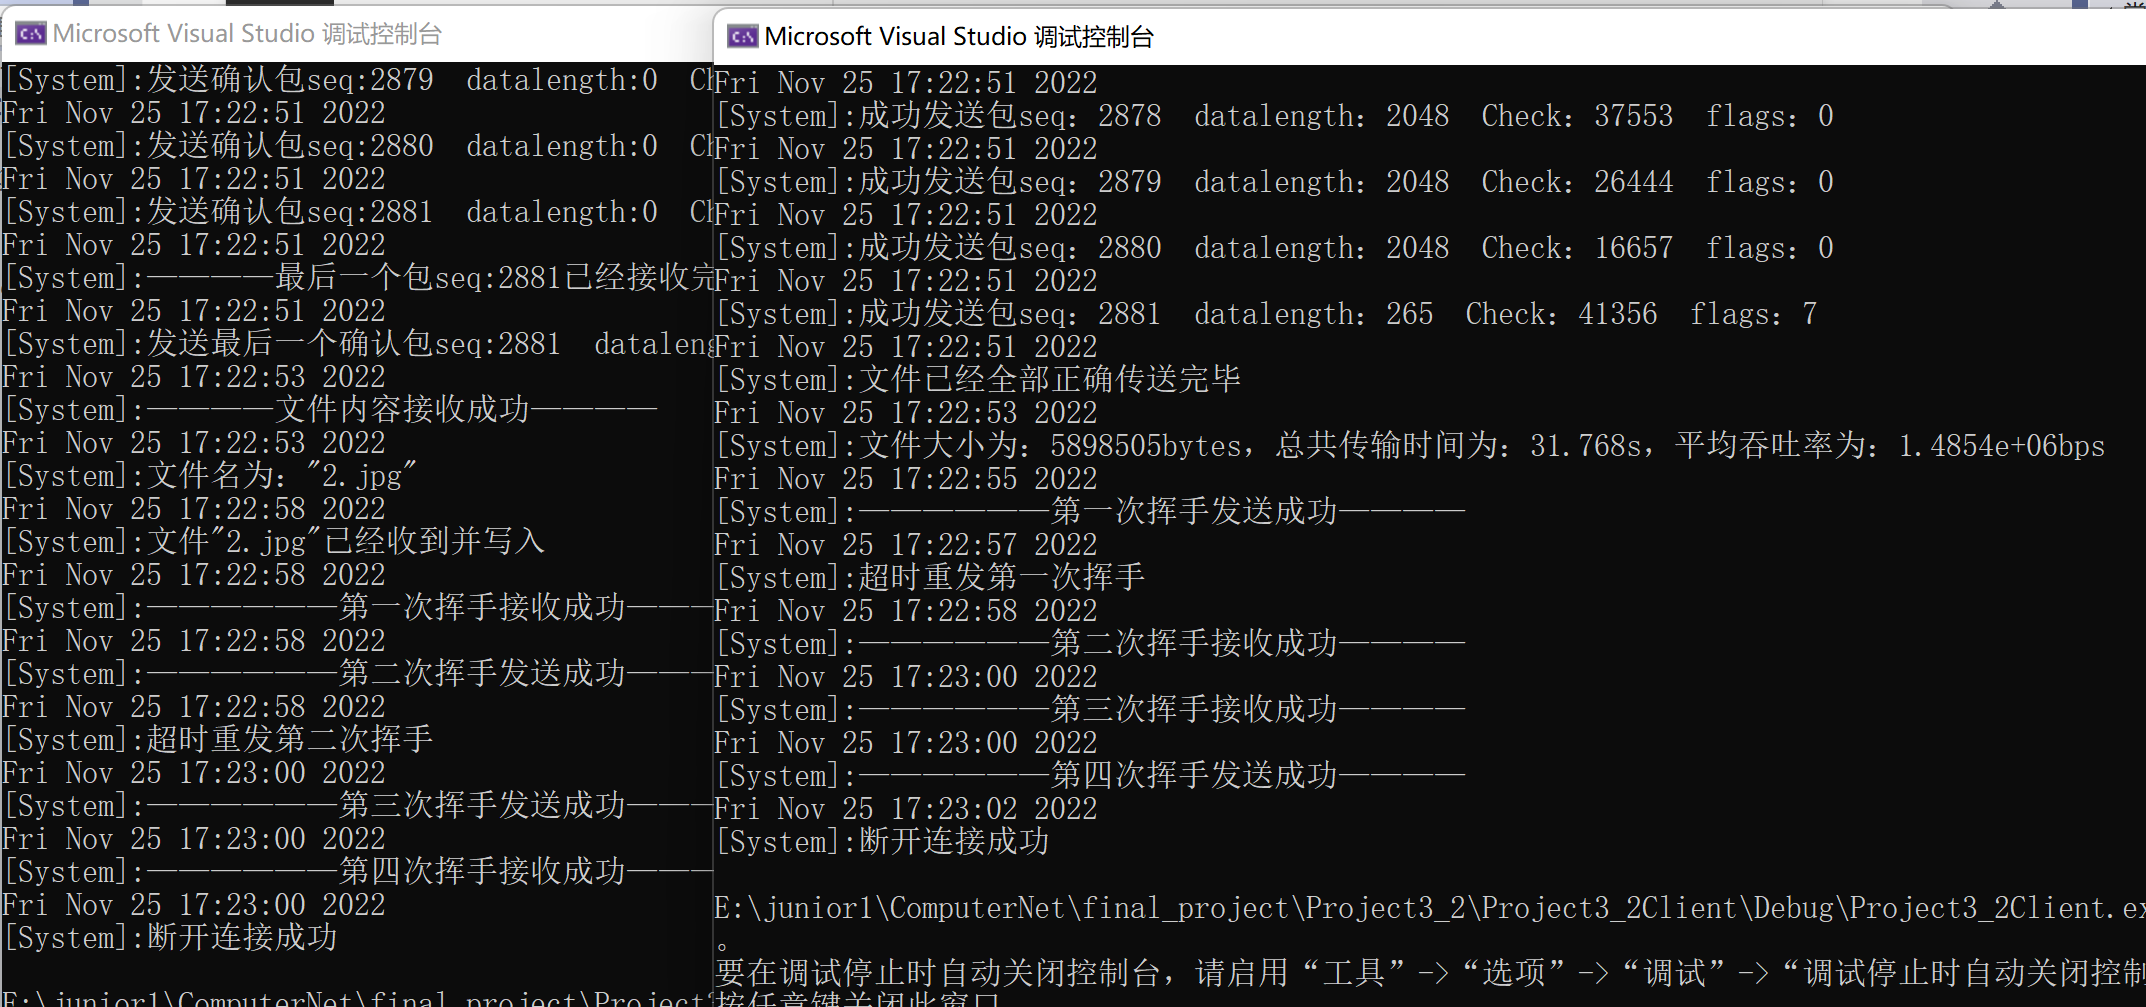 Microsoft Visual Studio 调试控制台
[System]:发送确认包seq:2879  datalength:0
Fri Nov 25 17:22:51 2022
[System]:发送确认包seq:2880  datalength:0
Fri Nov 25 17:22:51 2022
[System]:发送确认包seq:2881  datalength:0
Fri Nov 25 17:22:51 2022
[System]:————最后一个包seq:2881已经接收完
Fri Nov 25 17:22:51 2022
[System]:发送最后一个确认包seq:2881  dataleng
Fri Nov 25 17:22:53 2022
[System]:————文件内容接收成功————
Fri Nov 25 17:22:53 2022
[System]:文件名为："2.jpg"
Fri Nov 25 17:22:58 2022
[System]:文件"2.jpg"已经收到并写入
Fri Nov 25 17:22:58 2022
[System]:——————第一次挥手接收成功———
Fri Nov 25 17:22:58 2022
[System]:——————第二次挥手发送成功———
Fri Nov 25 17:22:58 2022
[System]:超时重发第二次挥手
Fri Nov 25 17:23:00 2022
[System]:——————第三次挥手发送成功———
Fri Nov 25 17:23:00 2022
[System]:——————第四次挥手接收成功———
Fri Nov 25 17:23:00 2022
[System]:断开连接成功
E:\junior1\ComputerNet\final_project\Project
Microsoft Visual Studio 调试控制台
Fri Nov 25 17:22:51 2022
[System]:成功发送包seq：2878  datalength：2048  Check：37553  flags：0
Fri Nov 25 17:22:51 2022
[System]:成功发送包seq：2879  datalength：2048  Check：26444  flags：0
Fri Nov 25 17:22:51 2022
[System]:成功发送包seq：2880  datalength：2048  Check：16657  flags：0
Fri Nov 25 17:22:51 2022
[System]:成功发送包seq：2881  datalength：265  Check：41356  flags：7
Fri Nov 25 17:22:51 2022
[System]:文件已经全部正确传送完毕
Fri Nov 25 17:22:53 2022
[System]:文件大小为：5898505bytes，总共传输时间为：31.768s，平均吞吐率为：1.4854e+06bps
Fri Nov 25 17:22:55 2022
[System]:——————第一次挥手发送成功————
Fri Nov 25 17:22:57 2022
[System]:超时重发第一次挥手
Fri Nov 25 17:22:58 2022
[System]:——————第二次挥手接收成功————
Fri Nov 25 17:23:00 2022
[System]:——————第三次挥手接收成功————
Fri Nov 25 17:23:00 2022
[System]:——————第四次挥手发送成功————
Fri Nov 25 17:23:02 2022
[System]:断开连接成功
E:\junior1\ComputerNet\final_project\Project3_2\Project3_2Client\Debug\Project3_2Client.ex
。
要在调试停止时自动关闭控制台，请启用“工具”->“选项”->“调试”->“调试停止时自动关闭控制
按任意键关闭此窗口